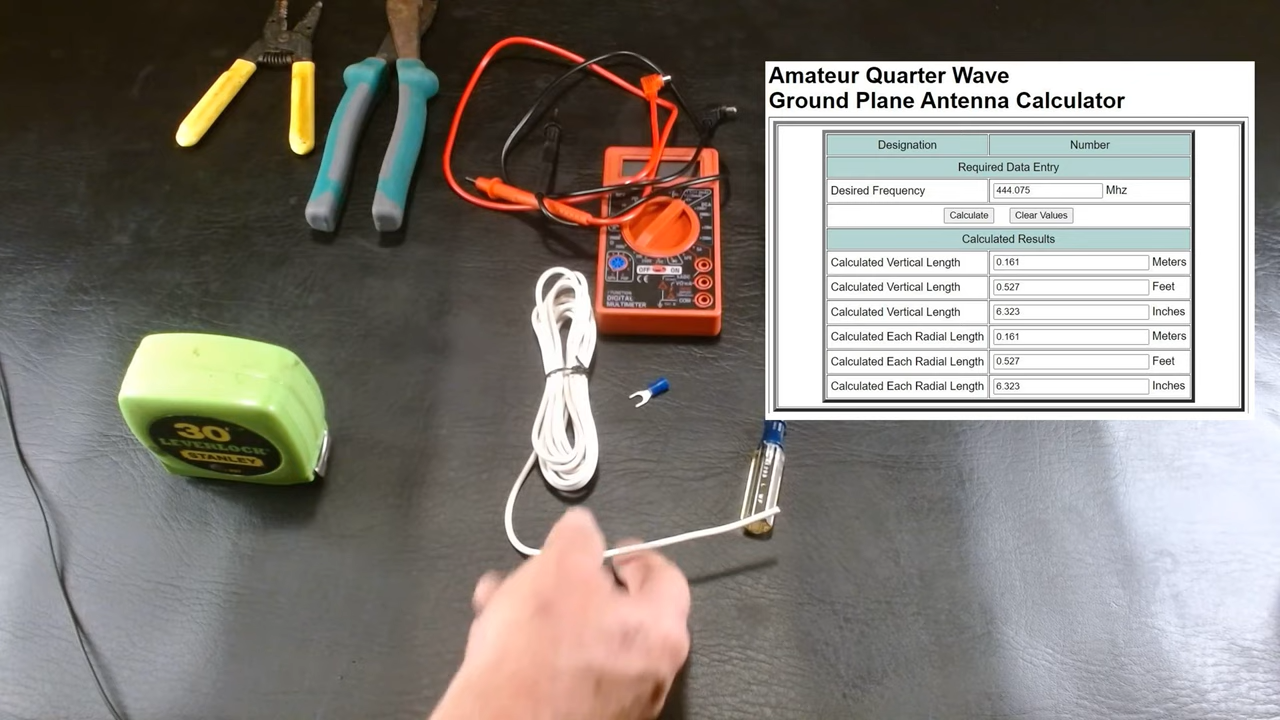 Amateur Quarter Wave
Ground Plane Antenna Calculator
Designation Number
Required Data Entry
Desired Frequency 444.075 Mhz
Calculate Clear Values
Calculated Results
Calculated Vertical Length 0.161 Meters
Calculated Vertical Length 0.527 Feet
Calculated Vertical Length 6.323 Inches
Calculated Each Radial Length 0.161 Meters
Calculated Each Radial Length 0.527 Feet
Calculated Each Radial Length 6.323 Inches
OFF ON
CE
DIGITAL
MULTIMETER
COM
30'
LEVERLOCK
STANLEY